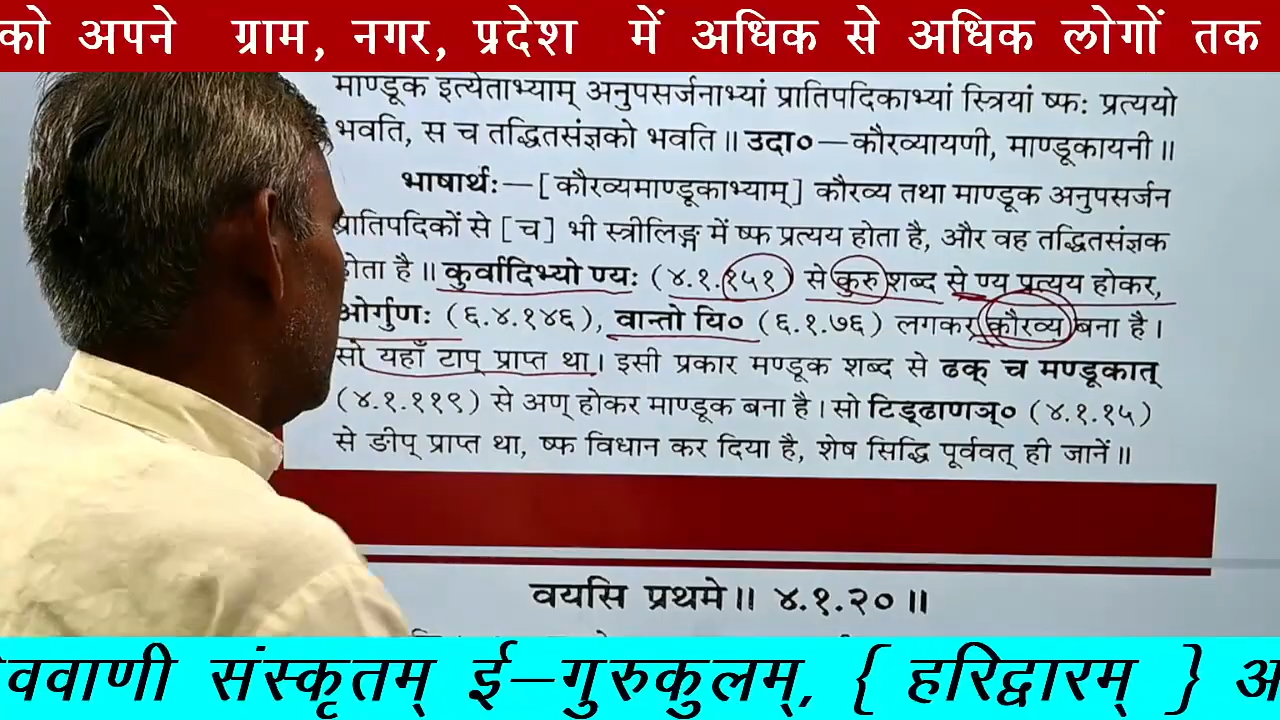 को अपने ग्राम, नगर, प्रदेश में अधिक से अधिक लोगों तक
माण्डूक इत्येताभ्याम् अनुपसर्जनाभ्यां प्रातिपदिकाभ्यां स्त्रियां ष्फः प्रत्ययो
भवति, स च तद्धितसंज्ञको भवति॥ उदा०—कौरव्यायणी, माण्डूकायनी॥
भाषार्थः—[कौरव्यमाण्डूकाभ्याम्] कौरव्य तथा माण्डूक अनुपसर्जन
प्रातिपदिकों से [च] भी स्त्रीलिङ्ग में ष्फ प्रत्यय होता है, और वह तद्धितसंज्ञक
होता है॥ कुर्वादिभ्यो ण्यः (४.१.१५१) से कुरु शब्द से ण्य प्रत्यय होकर,
ओर्गुणः (६.४.१४६), वान्तो यि० (६.१.७६) लगकर कौरव्य बना है।
सो यहाँ टाप् प्राप्त था। इसी प्रकार मण्डूक शब्द से ढक् च मण्डूकात्
(४.१.११९) से अण् होकर माण्डूक बना है। सो टिड्ढाणञ्० (४.१.१५)
से ङीप् प्राप्त था, ष्फ विधान कर दिया है, शेष सिद्धि पूर्ववत् ही जानें॥
वयसि प्रथमे॥ ४.१.२०॥
ववाणी संस्कृतम् ई–गुरुकुलम्, { हरिद्वारम् }